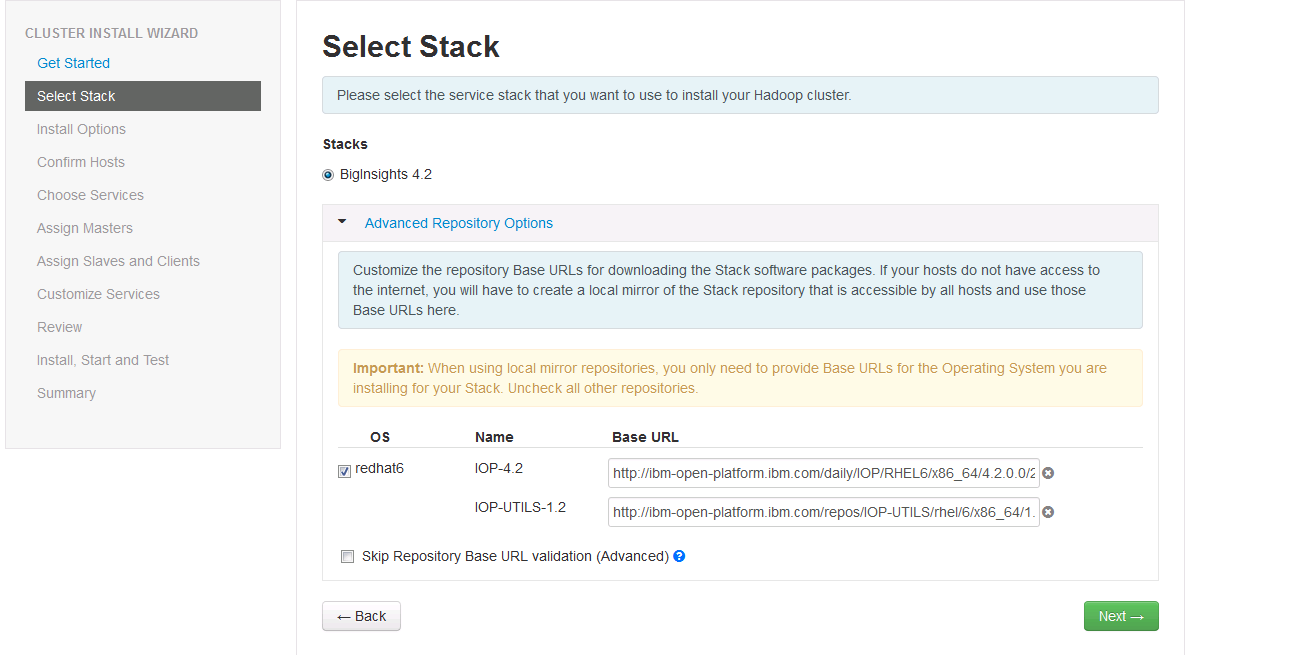 CLUSTER INSTALL WIZARD
Get Started
Select Stack
Install Options
Confirm Hosts
Choose Services
Assign Masters
Assign Slaves and Clients
Customize Services
Review
Install, Start and Test
Summary
Select Stack
Please select the service stack that you want to use to install your Hadoop cluster.
Stacks
BigInsights 4.2
Advanced Repository Options
Customize the repository Base URLs for downloading the Stack software packages. If your hosts do not have access to
the internet, you will have to create a local mirror of the Stack repository that is accessible by all hosts and use those
Base URLs here.
Important: When using local mirror repositories, you only need to provide Base URLs for the Operating System you are
installing for your Stack. Uncheck all other repositories.
OS Name Base URL
redhat6 IOP-4.2 http://ibm-open-platform.ibm.com/daily/IOP/RHEL6/x86_64/4.2.0.0/2
IOP-UTILS-1.2 http://ibm-open-platform.ibm.com/repos/IOP-UTILS/rhel/6/x86_64/1.
Skip Repository Base URL validation (Advanced) ?
← Back
Next →